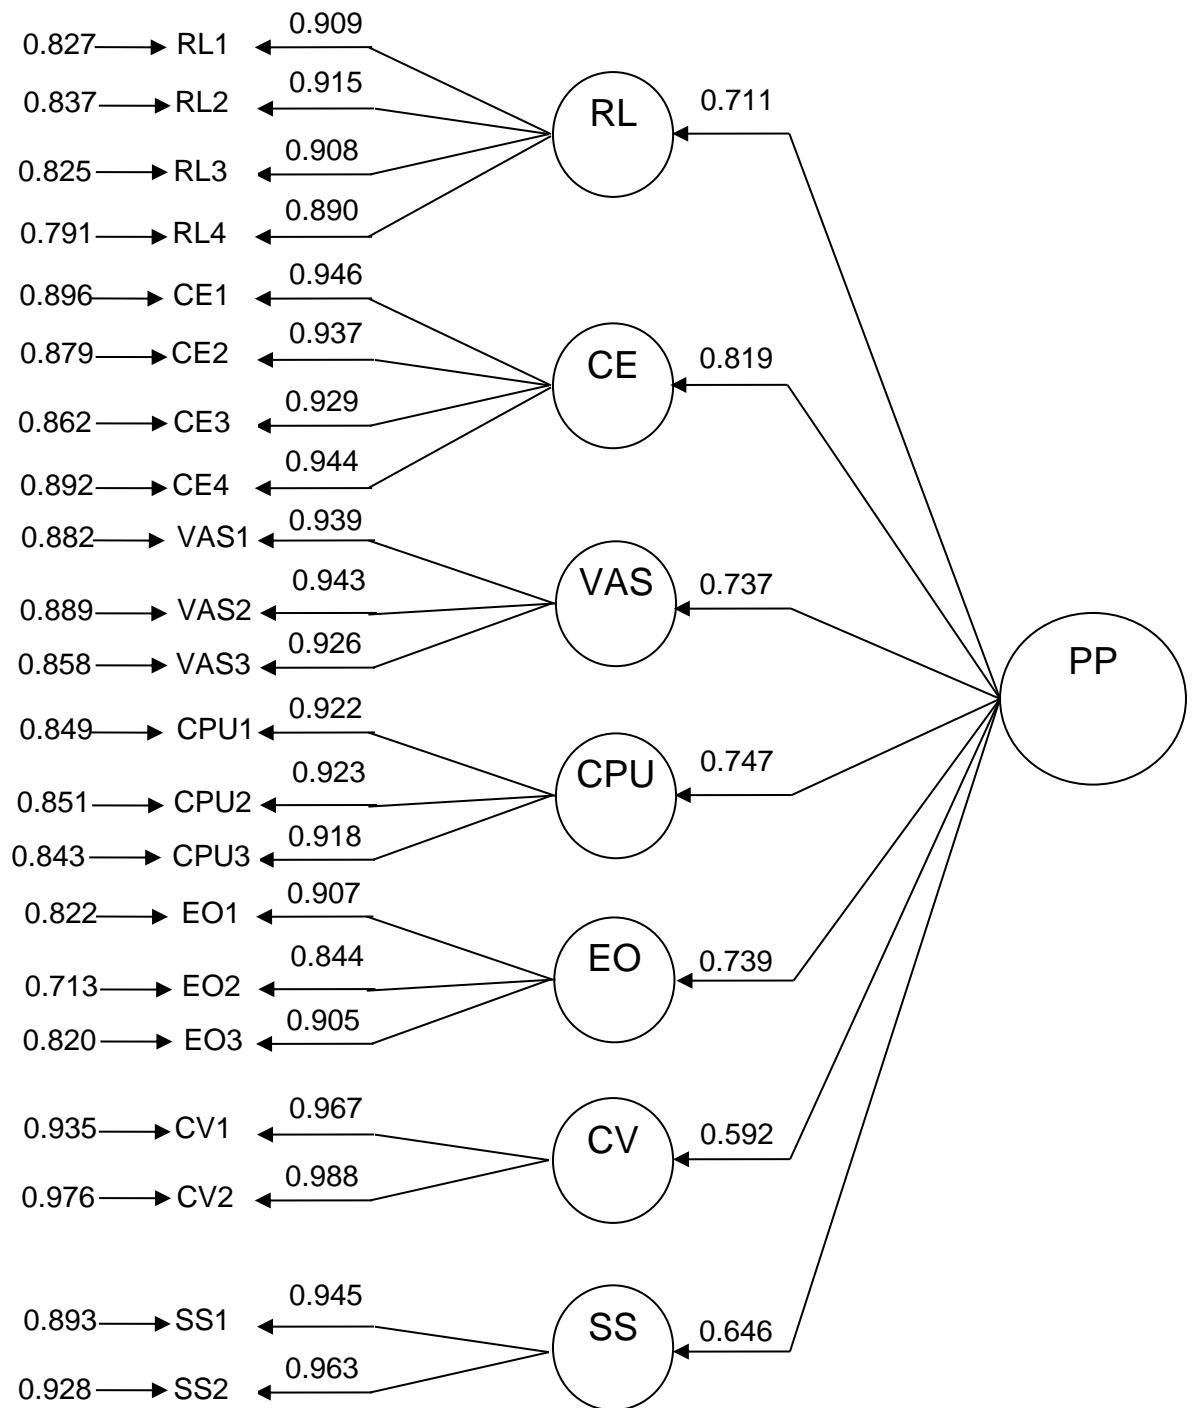 0.909
0.827 RL1
0.915
0.837 RL2
RL 0.711
0.908
0.825 RL3
0.890
0.791 RL4
0.946
0.896 CE1
0.937
0.879 CE2
CE 0.819
0.929
0.862 CE3
0.944
0.892 CE4
0.939
0.882 VAS1
0.943
VAS 0.737
0.889 VAS2
0.926
0.858 VAS3
PP
0.922
0.849 CPU1
0.923
CPU 0.747
0.851 CPU2
0.918
0.843 CPU3
0.907
0.822 EO1
0.844
EO 0.739
0.713 EO2
0.905
0.820 EO3
0.967
0.935 CV1
CV 0.592
0.988
0.976 CV2
0.945
0.893 SS1
SS 0.646
0.963
0.928 SS2